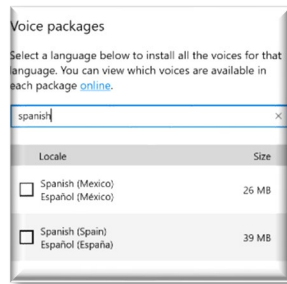 Voice packages
Select a language below to install all the voices for that
language. You can view which voices are available in
each package online.
spanish
Locale Size
Spanish (Mexico)
Español (México)
26 MB
Spanish (Spain)
Español (España)
39 MB